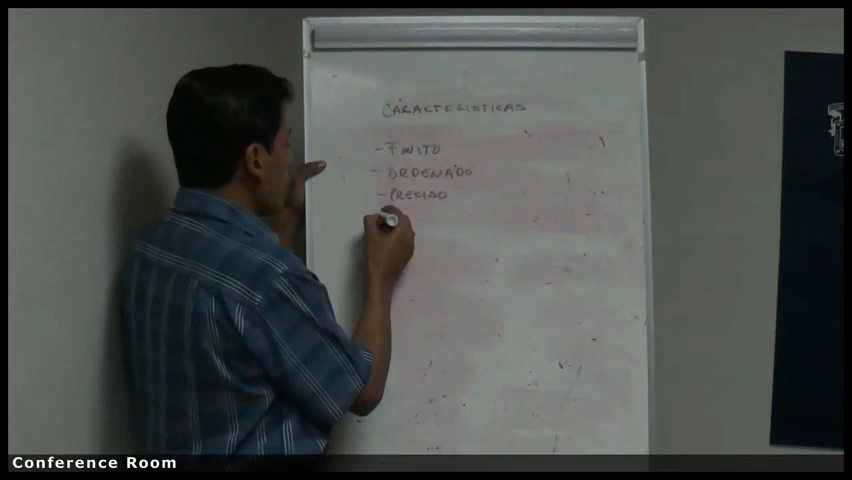 CARACTERISTICAS
- FINITO
- ORDENADO
- PRECISO
Conference Room